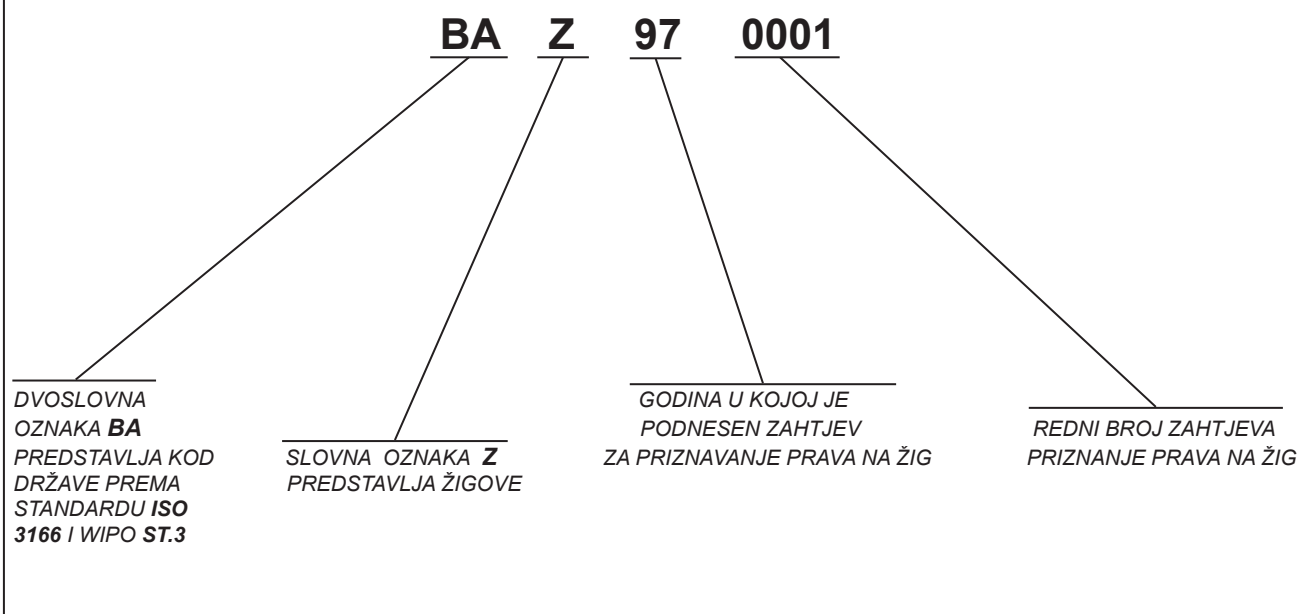 BA Z 97 0001
DVOSLOVNA
OZNAKA BA
PREDSTAVLJA KOD
DRŽAVE PREMA
STANDARDU ISO
3166 I WIPO ST.3
SLOVNA OZNAKA Z
PREDSTAVLJA ŽIGOVE
GODINA U KOJOJ JE
PODNESEN ZAHTJEV
ZA PRIZNAVANJE PRAVA NA ŽIG
REDNI BROJ ZAHTJEVA
PRIZNANJE PRAVA NA ŽIG